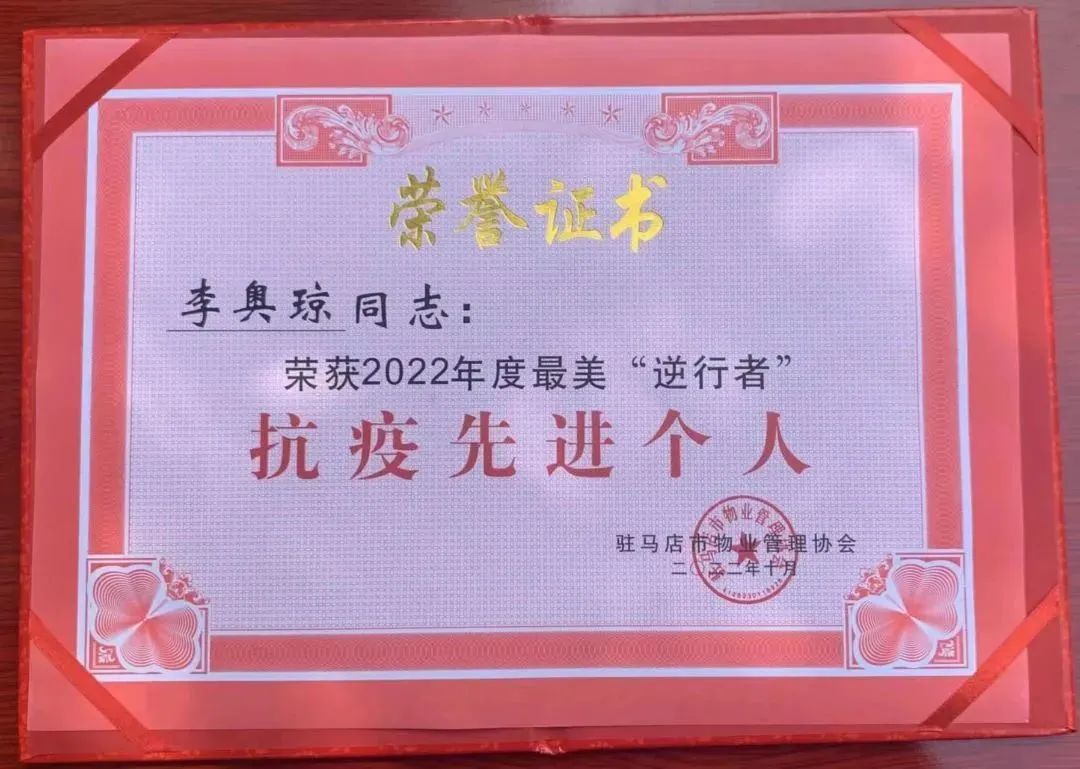 荣誉证书
李奥琼同志:
荣获2022年度最美“逆行者”
抗疫先进个人
驻马店市物业管理协会
二〇二二年十月